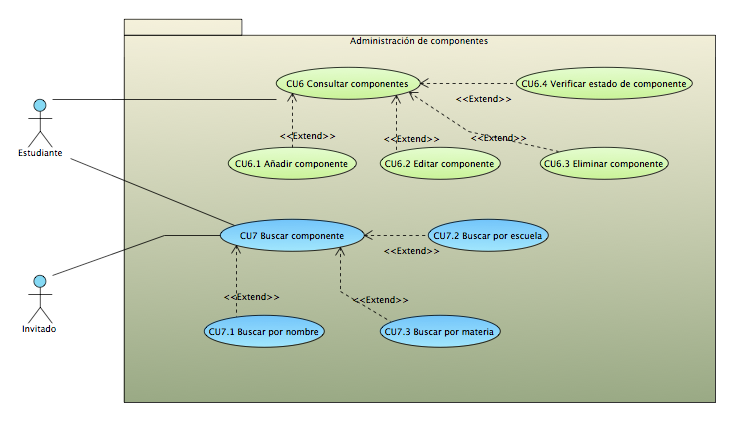 Administración de componentes
CU6 Consultar componentes
CU6.4 Verificar estado de componente
<<Extend>>
<<Extend>>
<<Extend>>
<<Extend>>
Estudiante
CU6.1 Añadir componente
CU6.2 Editar componente
CU6.3 Eliminar componente
CU7 Buscar componente
CU7.2 Buscar por escuela
<<Extend>>
<<Extend>>
<<Extend>>
Invitado
CU7.1 Buscar por nombre
CU7.3 Buscar por materia